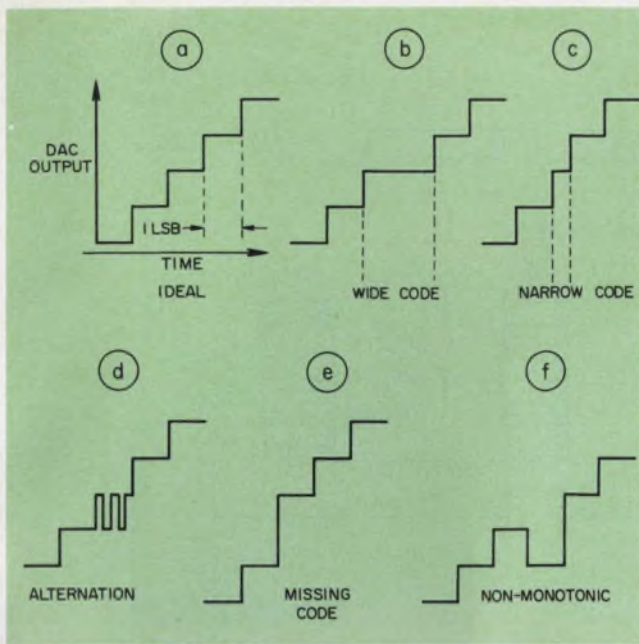 a
b
c
DAC
OUTPUT
1 LSB
TIME
IDEAL
WIDE CODE
NARROW CODE
d
e
f
ALTERNATION
MISSING
CODE
NON-MONOTONIC